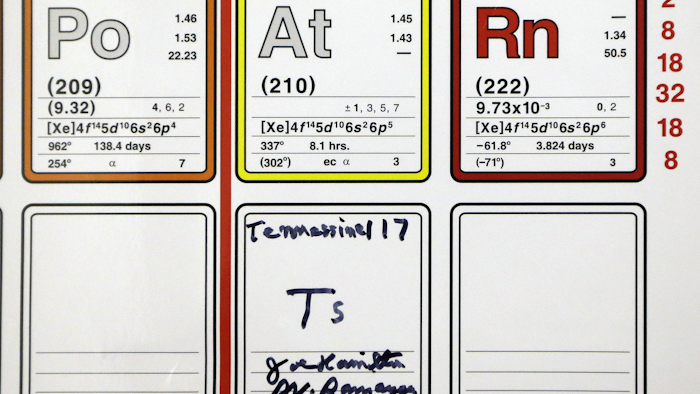 2
Po
1.46
1.53
22.23
(209)
(9.32) 4, 6, 2
[Xe]4f¹⁴5d¹⁰6s²6p⁴
962° 138.4 days
254° α 7
At
1.45
1.43
—
(210)
± 1, 3, 5, 7
[Xe]4f¹⁴5d¹⁰6s²6p⁵
337° 8.1 hrs.
(302°) ec α 3
Rn
—
1.34
50.5
(222)
9.73x10⁻³ 0, 2
[Xe]4f¹⁴5d¹⁰6s²6p⁶
−61.8° 3.824 days
(−71°) 3
8
18
32
18
8
Tennessine 117
Ts
Joe Hamilton